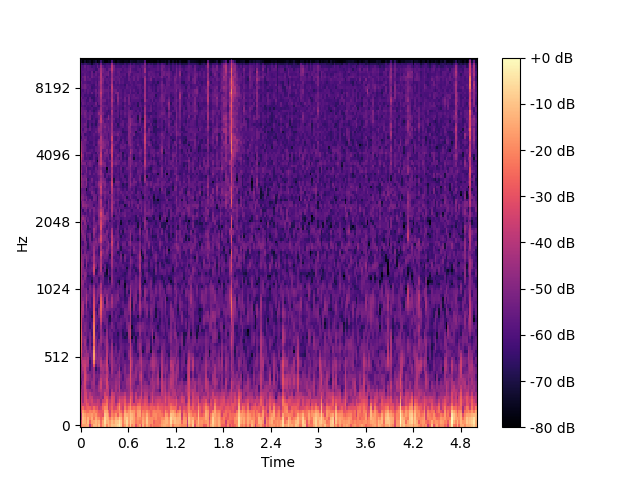 8192
4096
2048
1024
512
0
Hz
0 0.6 1.2 1.8 2.4 3 3.6 4.2 4.8
Time
+0 dB
-10 dB
-20 dB
-30 dB
-40 dB
-50 dB
-60 dB
-70 dB
-80 dB